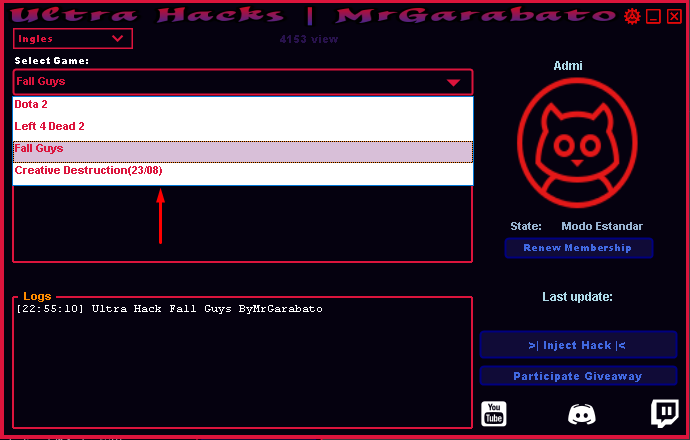 Ultra Hacks | MrGarabato
Ingles
4153 view
Select Game:
Fall Guys
Dota 2
Left 4 Dead 2
Fall Guys
Creative Destruction(23/08)
Admi
State: Modo Estandar
Renew Membership
Logs
[22:55:10] Ultra Hack Fall Guys ByMrGarabato
Last update:
>| Inject Hack |<
Participate Giveaway
You
Tube